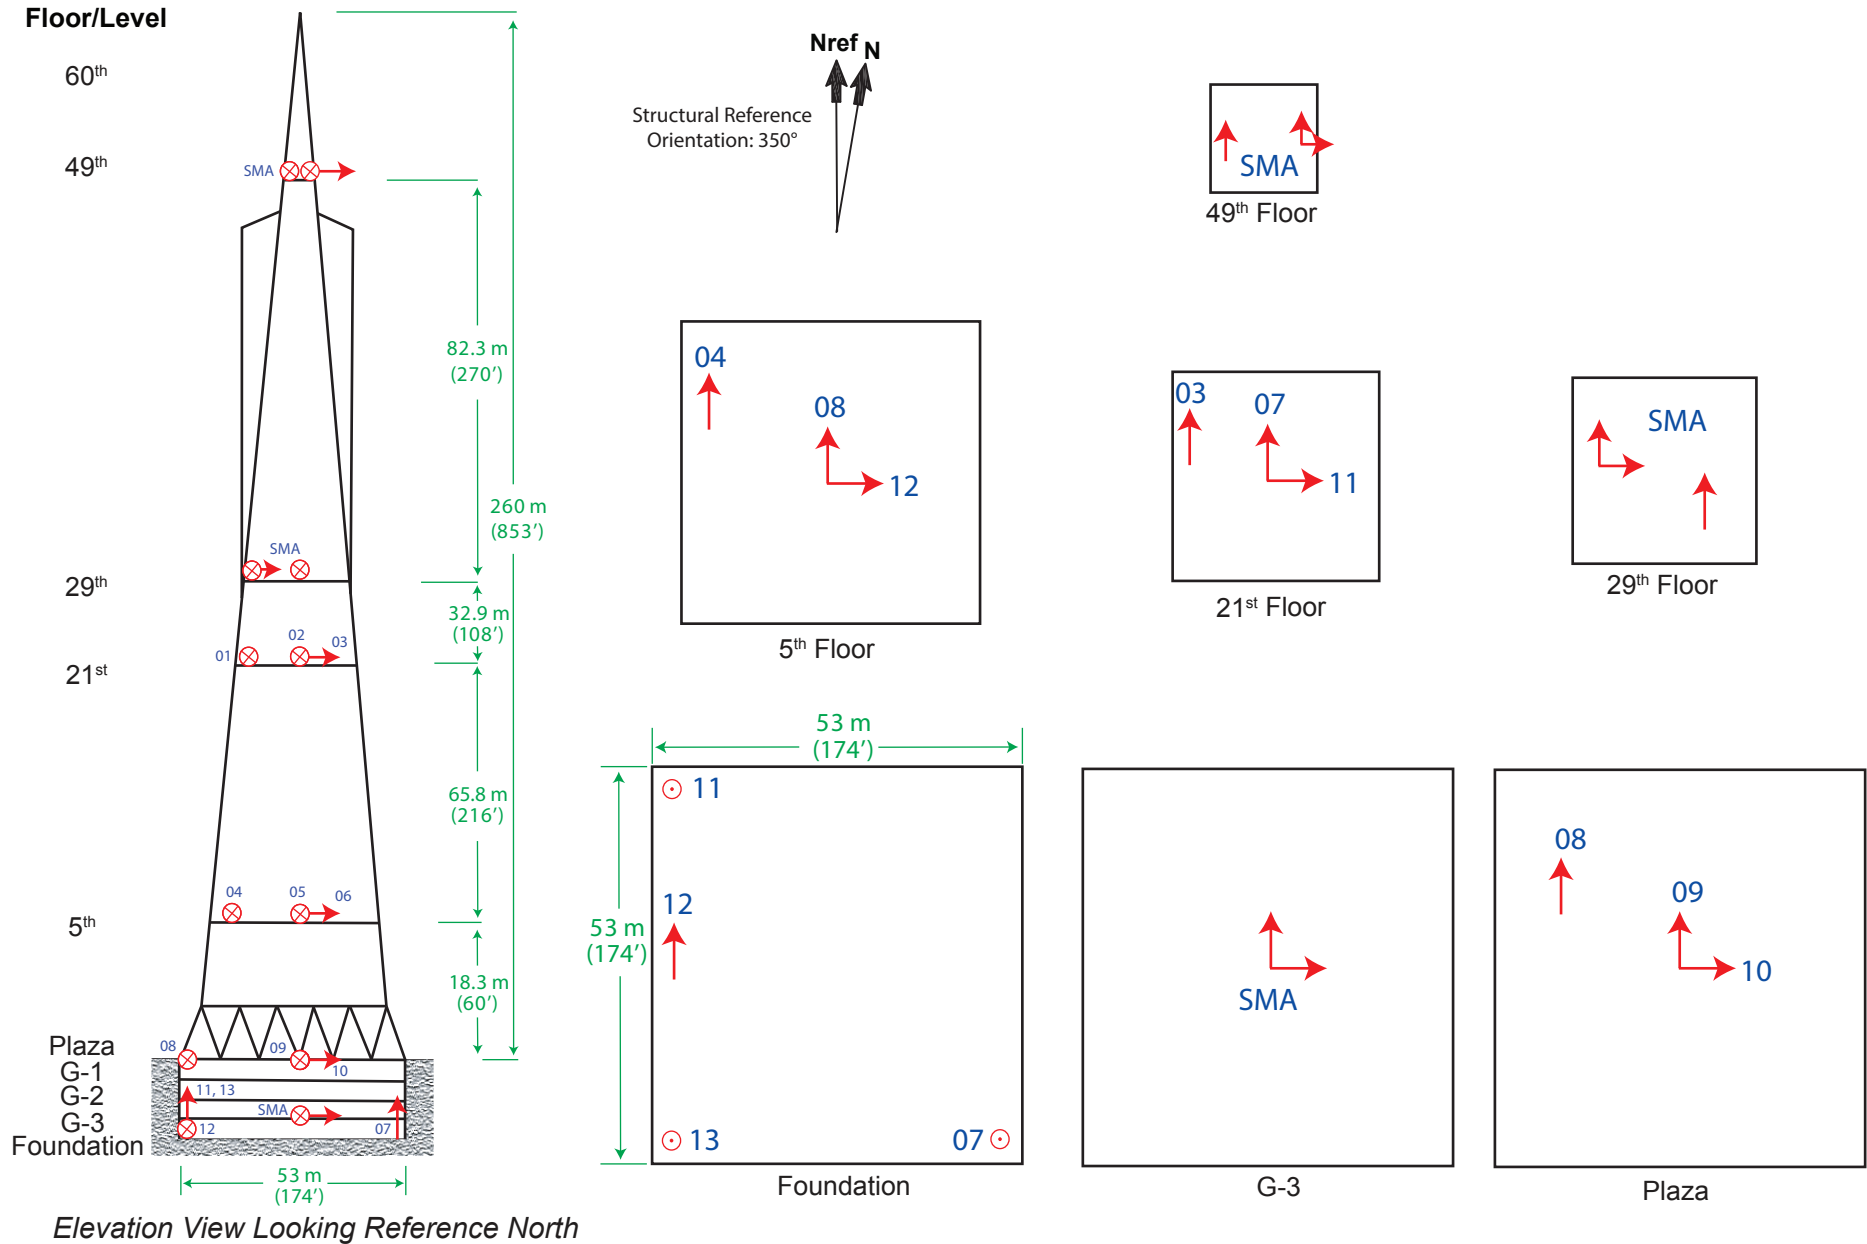 Floor/Level
60th
49th
29th
21st
5th
Plaza
G-1
G-2
G-3
Foundation
SMA
SMA
01
02
03
04
05
06
08
09
10
11, 13
SMA
12
07
53 m
(174′)
82.3 m
(270′)
260 m
(853′)
32.9 m
(108′)
65.8 m
(216′)
18.3 m
(60′)
Elevation View Looking Reference North
Nref N
Structural Reference
Orientation: 350°
SMA
49th Floor
04
08
12
5th Floor
03
07
11
21st Floor
SMA
29th Floor
53 m
(174′)
53 m
(174′)
11
12
13
07
Foundation
SMA
G-3
08
09
10
Plaza